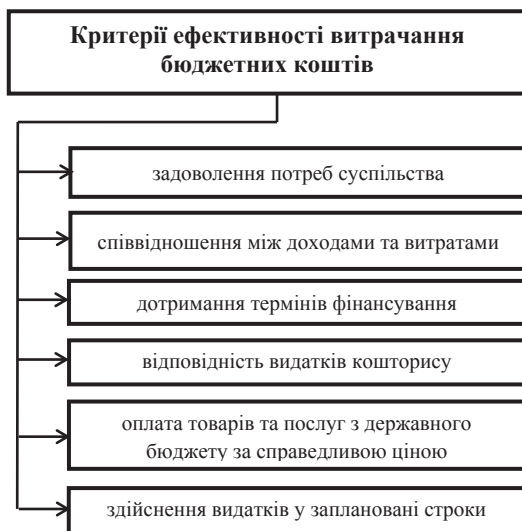 Критерії ефективності витрачання
бюджетних коштів
задоволення потреб суспільства
співвідношення між доходами та витратами
дотримання термінів фінансування
відповідність видатків кошторису
оплата товарів та послуг з державного
бюджету за справедливою ціною
здійснення видатків у заплановані строки